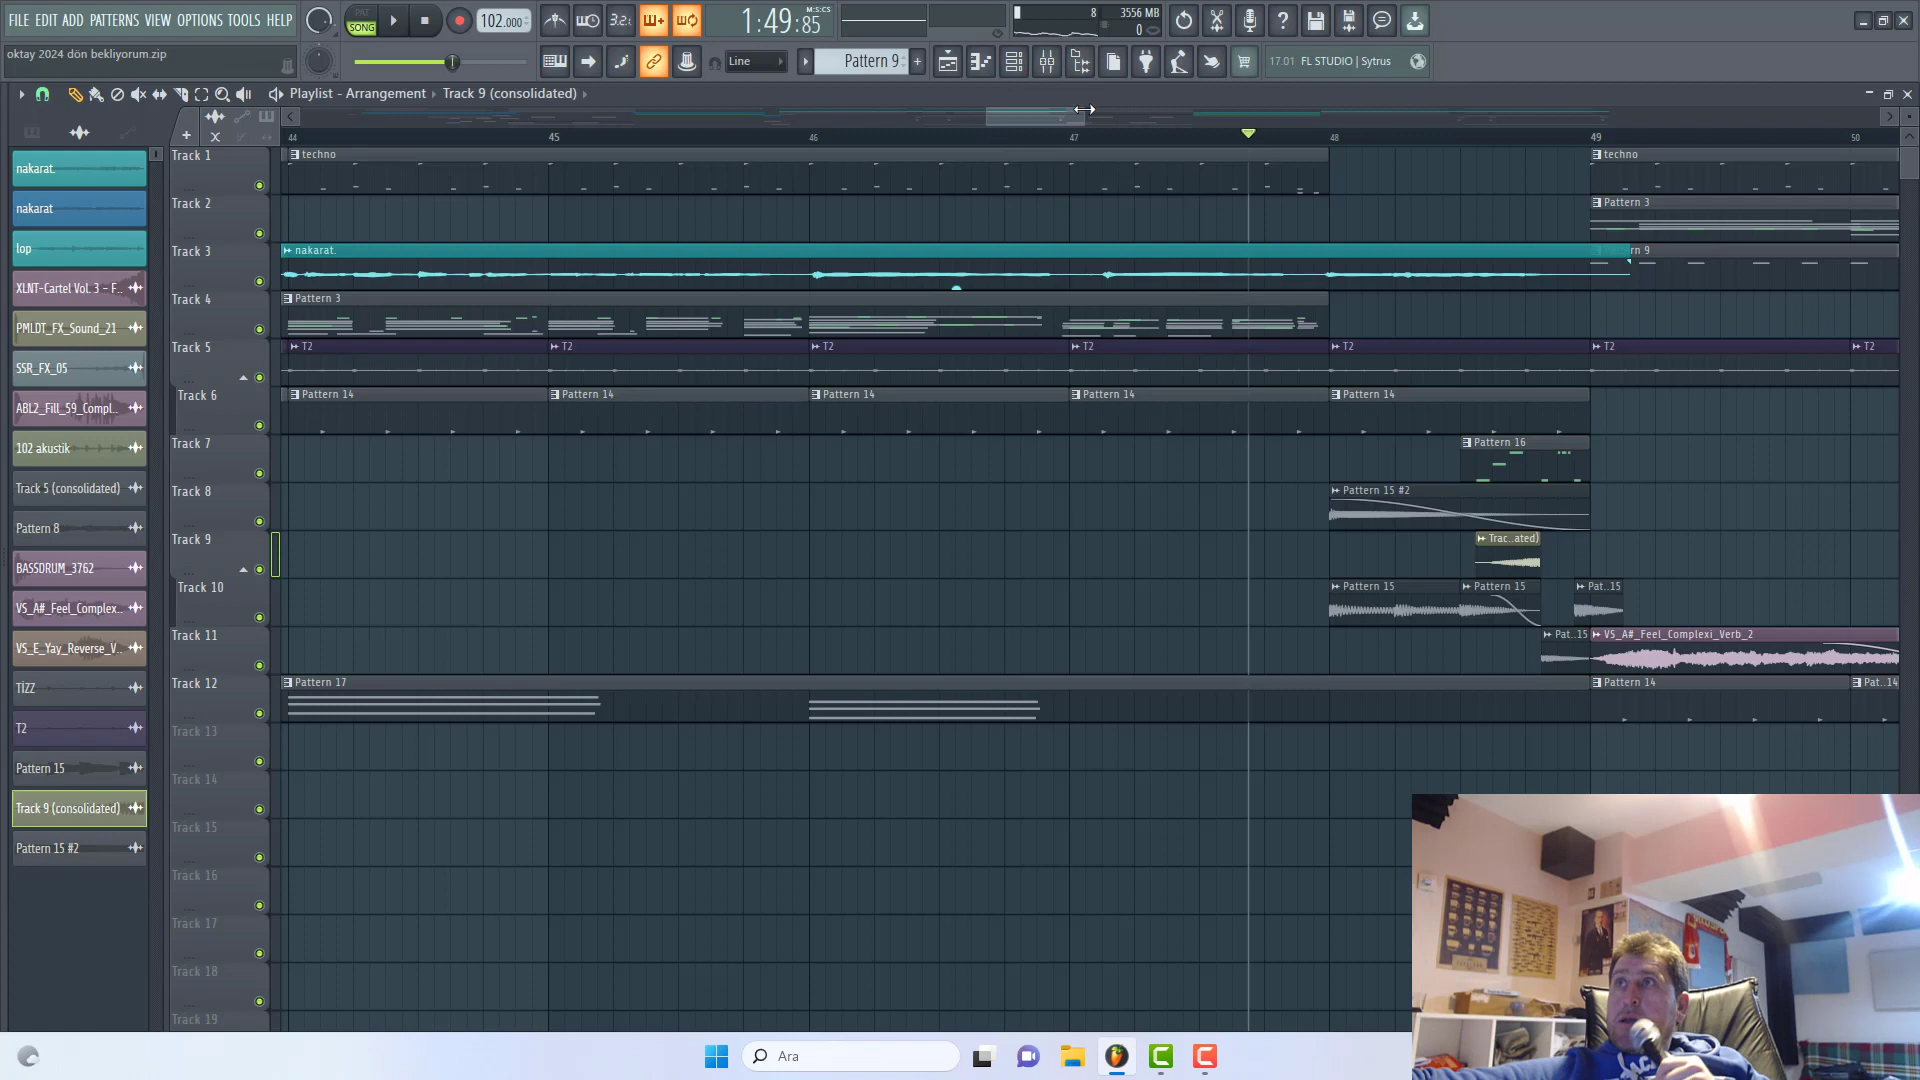 FILE EDIT ADD PATTERNS VIEW OPTIONS TOOLS HELP
oktay 2024 dön bekliyorum.zip
PAT
SONG
102.000
3.2.
1:49:85
M:S:CS
8
3556 MB
0
Line
Pattern 9
17.01 FL STUDIO | Sytrus
Playlist - Arrangement
Track 9 (consolidated)
44
45
46
47
48
49
50
nakarat.
nakarat
lop
XLNT-Cartel Vol. 3 – F..
PMLDT_FX_Sound_21
SSR_FX_05
ABL2_Fill_59_Compl..
102 akustik
Track 5 (consolidated)
Pattern 8
BASSDRUM_3762
VS_A#_Feel_Complex..
VS_E_Yay_Reverse_V..
TİZZ
T2
Pattern 15
Track 9 (consolidated)
Pattern 15 #2
Track 1
techno
techno
Track 2
Pattern 3
Track 3
nakarat.
rn 9
Track 4
Pattern 3
Track 5
T2
T2
T2
T2
T2
T2
T2
Track 6
Pattern 14
Pattern 14
Pattern 14
Pattern 14
Pattern 14
Track 7
Pattern 16
Track 8
Pattern 15 #2
Track 9
Trac..ated)
Track 10
Pattern 15
Pattern 15
Pat..15
Track 11
Pat..15
VS_A#_Feel_Complexi_Verb_2
Track 12
Pattern 17
Pattern 14
Pat..14
Track 13
Track 14
Track 15
Track 16
Track 17
Track 18
Track 19
Ara